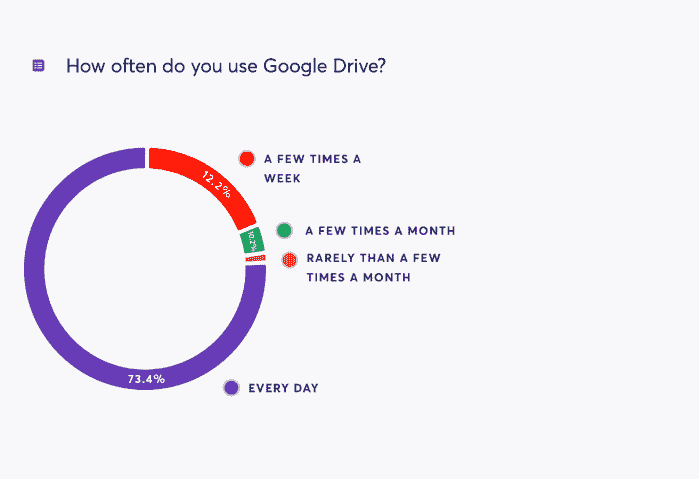 How often do you use Google Drive?
A FEW TIMES A
WEEK
12.2%
A FEW TIMES A MONTH
RARELY THAN A FEW
TIMES A MONTH
73.4%
EVERY DAY